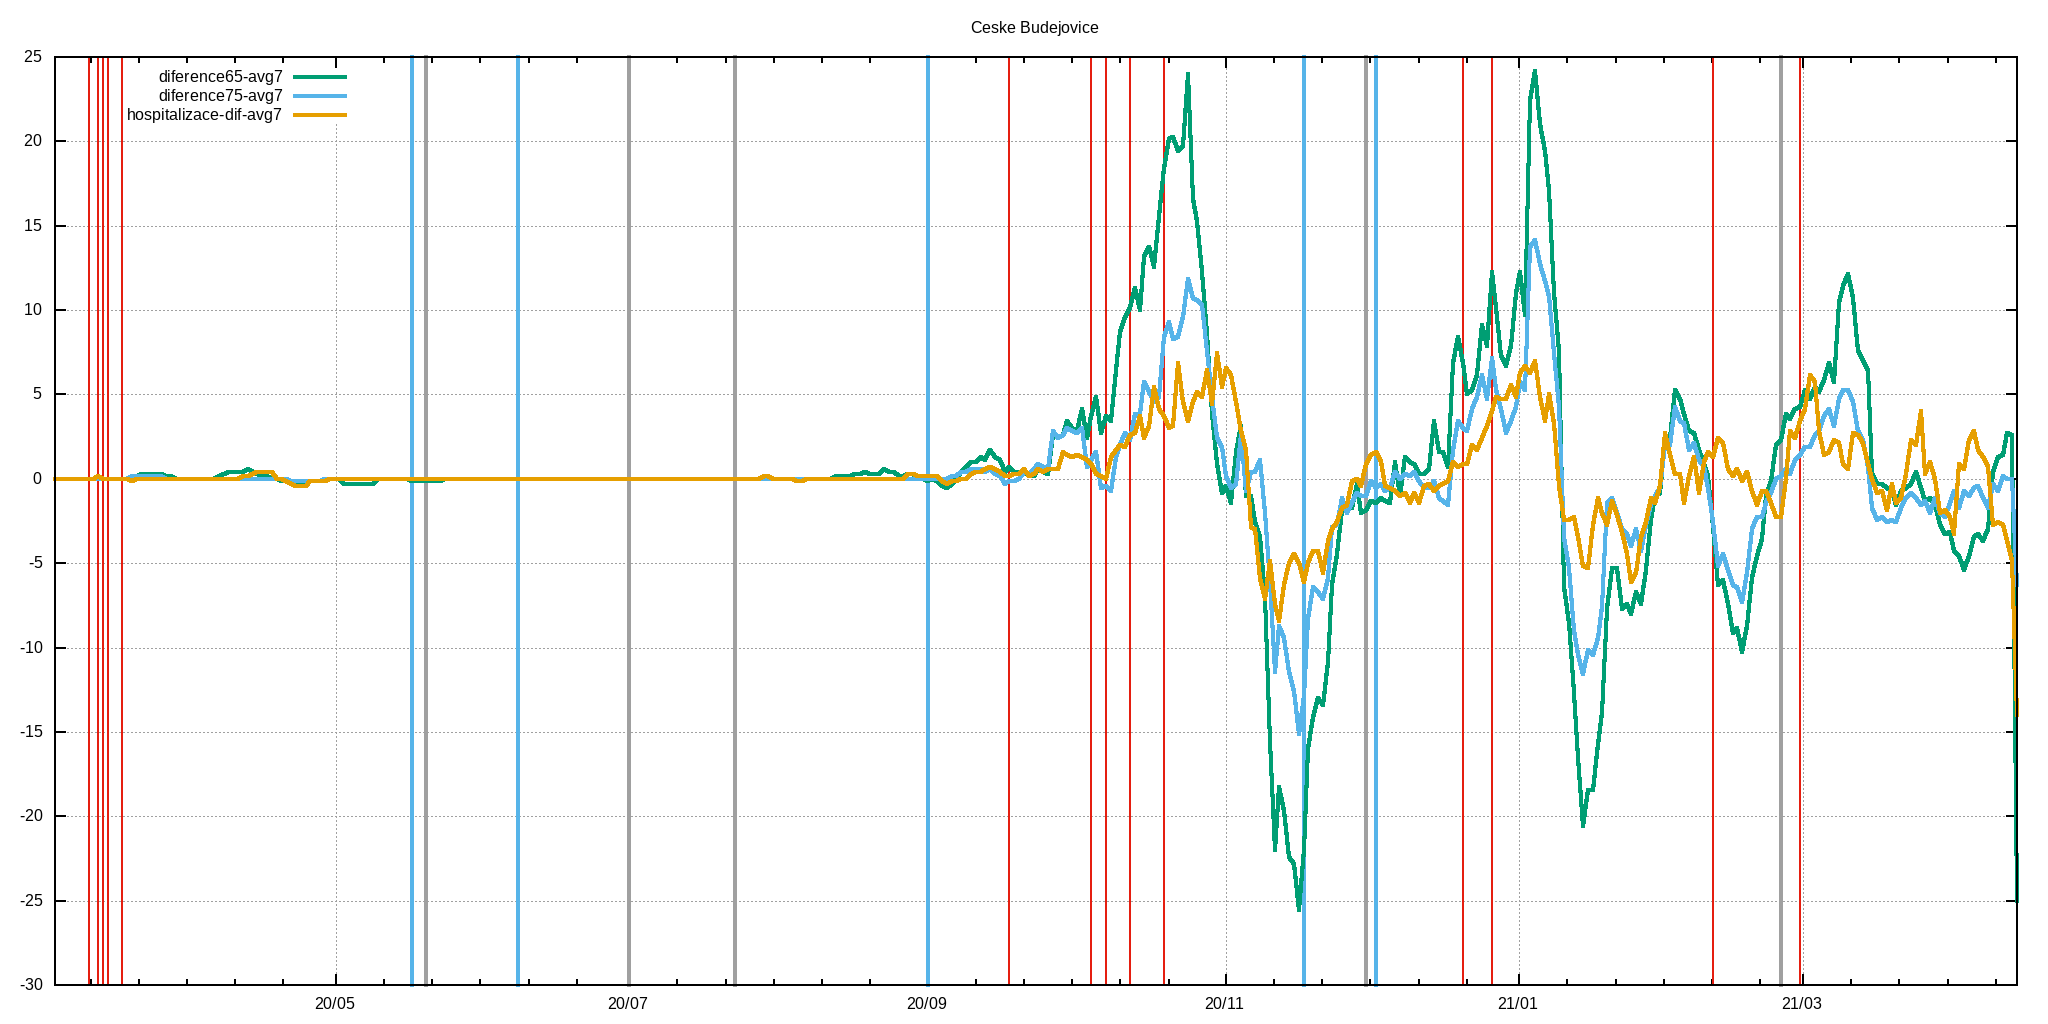 Ceske Budejovice
25
diference65-avg7
diference75-avg7
hospitalizace-dif-avg7
20
15
10
5
0
-5
-10
-15
-20
-25
-30
20/05 20/07 20/09 20/11 21/01 21/03